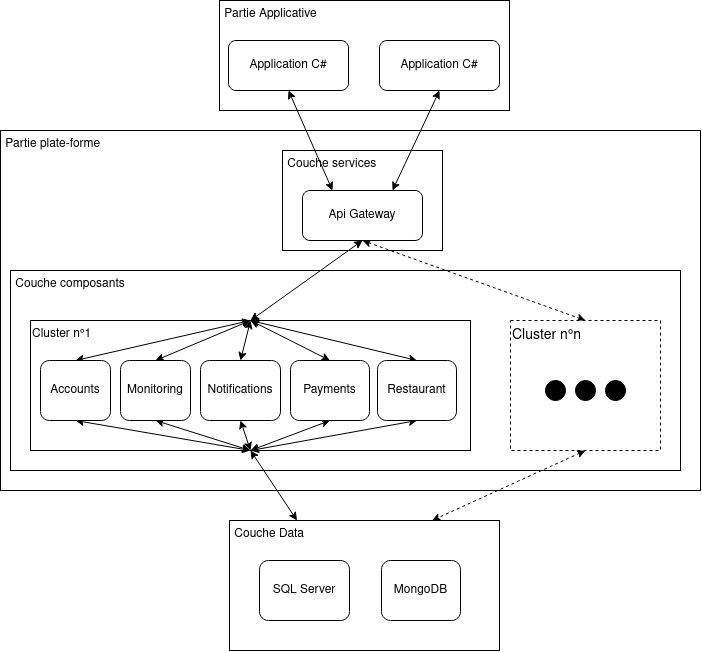 Partie Applicative
Application C#
Application C#
Partie plate-forme
Couche services
Api Gateway
Couche composants
Cluster n°1
Cluster n°n
Accounts
Monitoring
Notifications
Payments
Restaurant
Couche Data
SQL Server
MongoDB